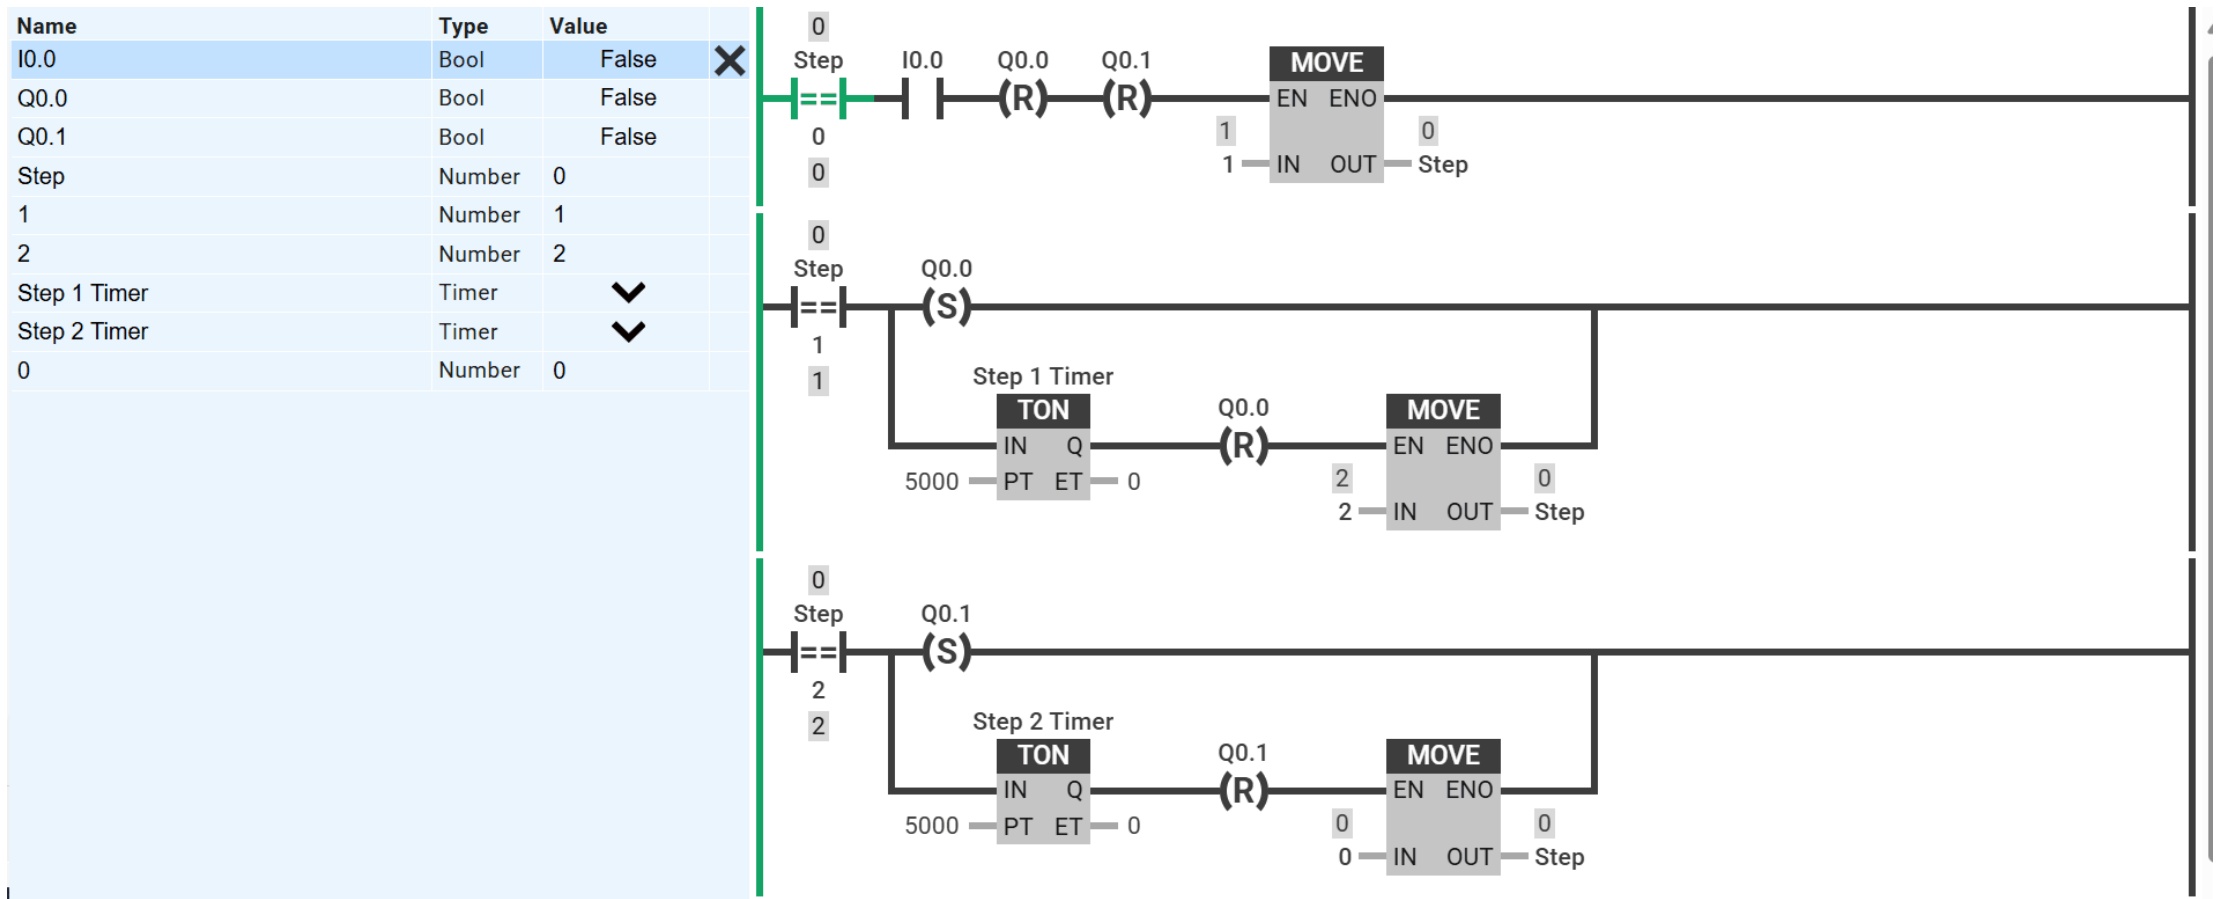 Name Type Value
I0.0 Bool False
Q0.0 Bool False
Q0.1 Bool False
Step Number 0
1 Number 1
2 Number 2
Step 1 Timer Timer
Step 2 Timer Timer
0 Number 0
0
Step I0.0 Q0.0 Q0.1 MOVE
== (R) (R) EN ENO
0 1 0
0 1 IN OUT Step
0
Step Q0.0
== (S)
1
1 Step 1 Timer
TON Q0.0 MOVE
IN Q (R) EN ENO
5000 PT ET 0 2 0
2 IN OUT Step
0
Step Q0.1
== (S)
2
2 Step 2 Timer
TON Q0.1 MOVE
IN Q (R) EN ENO
5000 PT ET 0 0 0
0 IN OUT Step